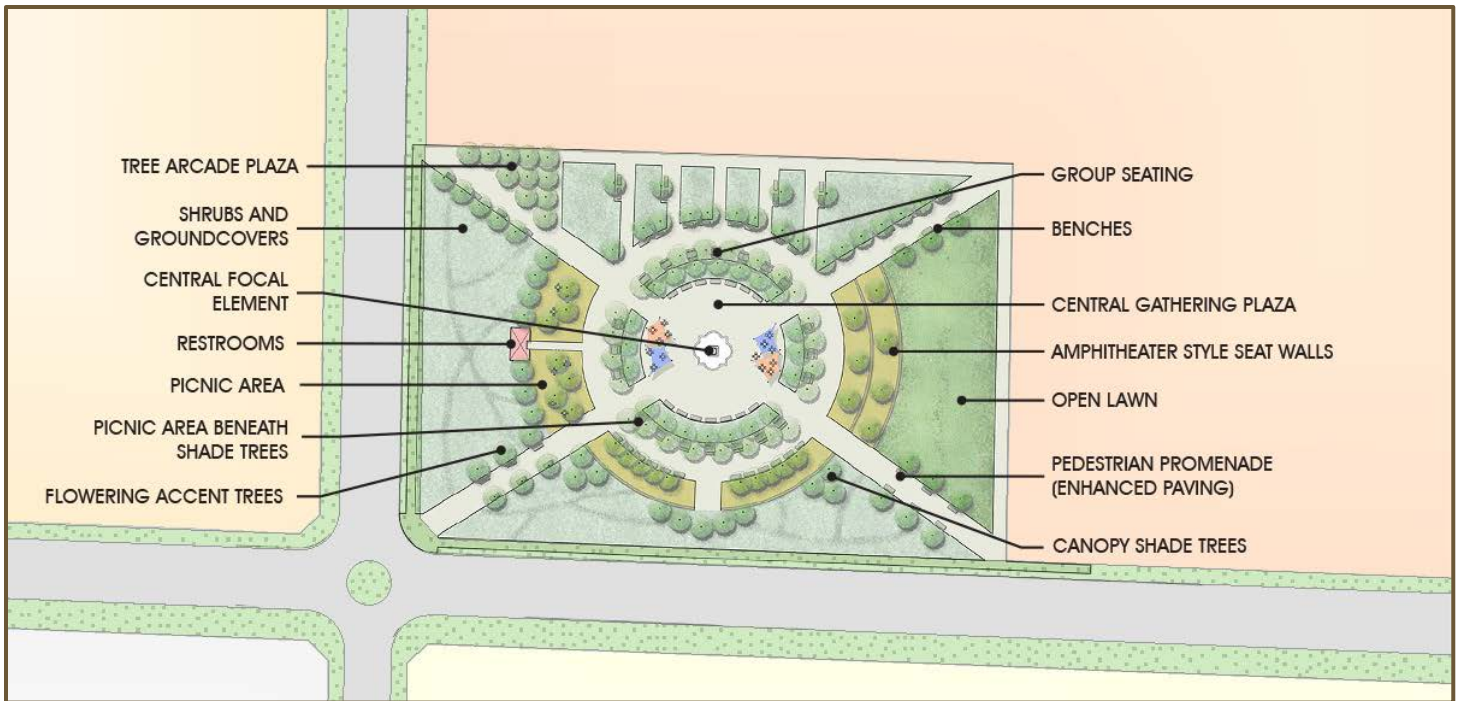 TREE ARCADE PLAZA
SHRUBS AND
GROUNDCOVERS
CENTRAL FOCAL
ELEMENT
RESTROOMS
PICNIC AREA
PICNIC AREA BENEATH
SHADE TREES
FLOWERING ACCENT TREES
GROUP SEATING
BENCHES
CENTRAL GATHERING PLAZA
AMPHITHEATER STYLE SEAT WALLS
OPEN LAWN
PEDESTRIAN PROMENADE
(ENHANCED PAVING)
CANOPY SHADE TREES